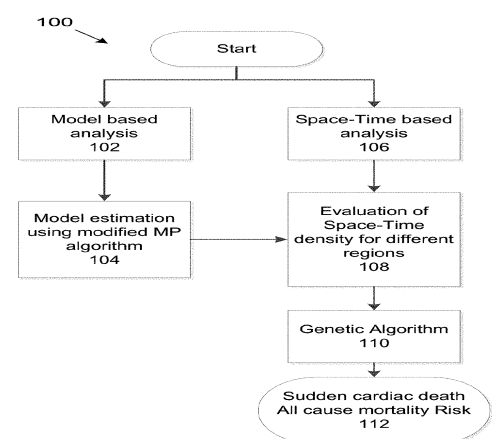 100
Start
Model based
analysis
102
Space-Time based
analysis
106
Model estimation
using modified MP
algorithm
104
Evaluation of
Space-Time
density for different
regions
108
Genetic Algorithm
110
Sudden cardiac death
All cause mortality Risk
112